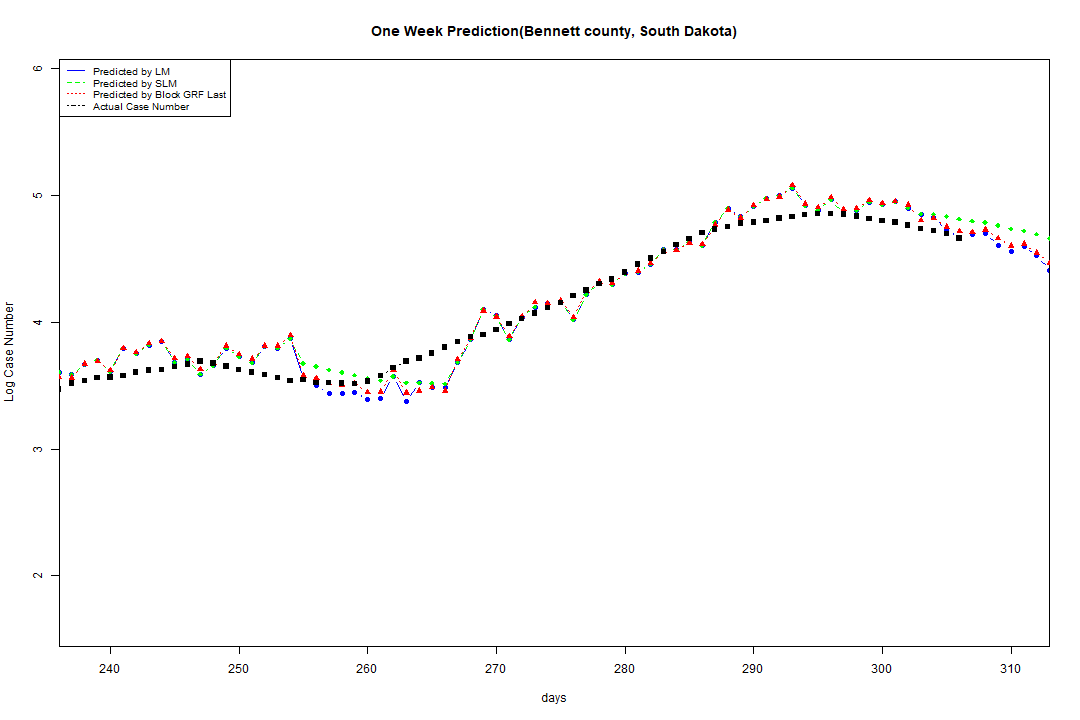 One Week Prediction(Bennett county, South Dakota)
Predicted by LM
Predicted by SLM
Predicted by Block GRF Last
Actual Case Number
6
5
4
3
2
Log Case Number
240 250 260 270 280 290 300 310
days